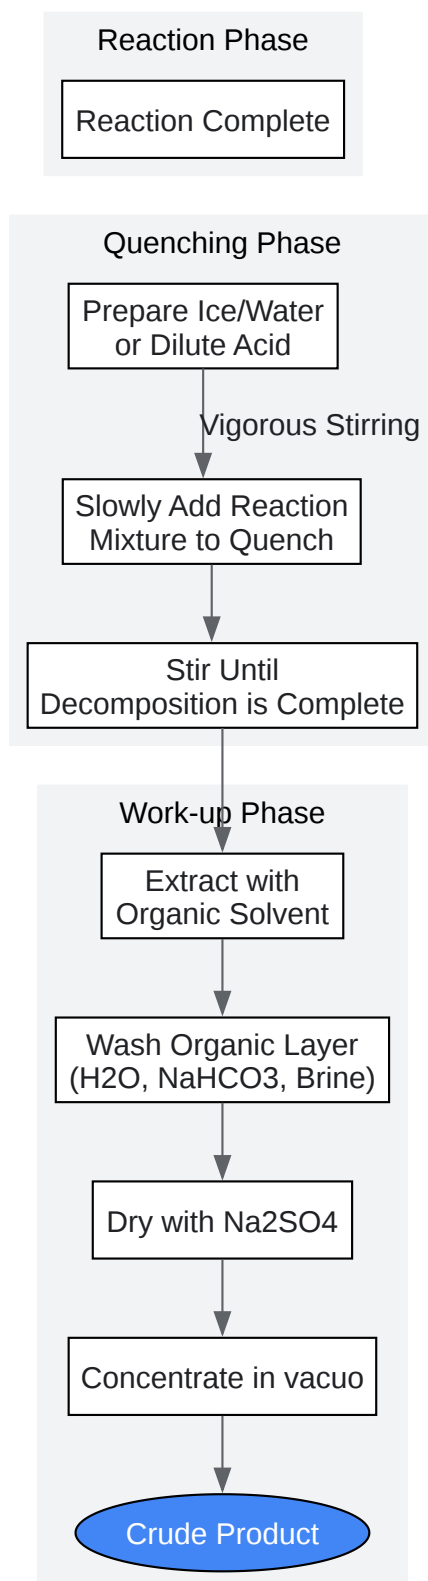 Reaction Phase
Reaction Complete
Quenching Phase
Prepare Ice/Water
or Dilute Acid
Vigorous Stirring
Slowly Add Reaction
Mixture to Quench
Stir Until
Decomposition is Complete
Work-up Phase
Extract with
Organic Solvent
Wash Organic Layer
(H2O, NaHCO3, Brine)
Dry with Na2SO4
Concentrate in vacuo
Crude Product